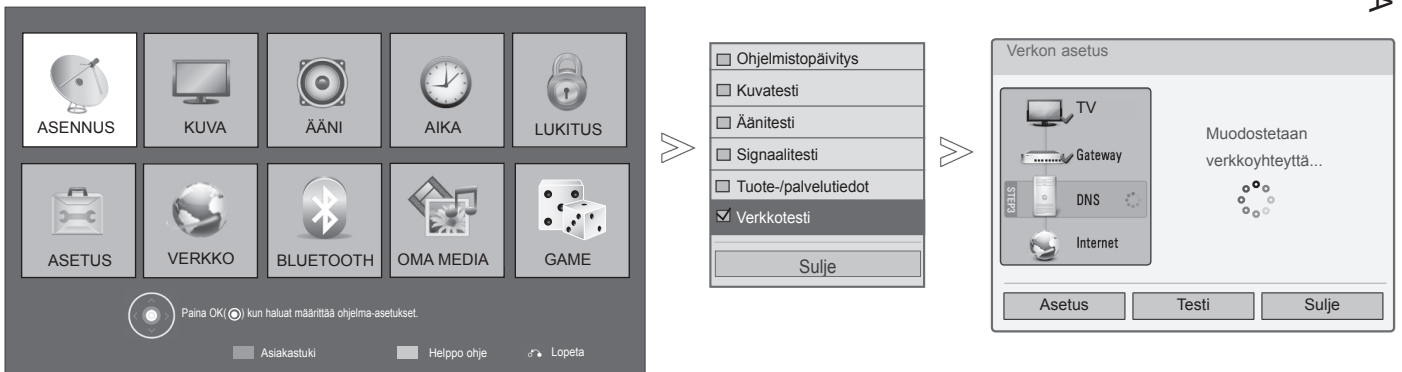 ASENNUS
KUVA
ÄÄNI
AIKA
LUKITUS
ASETUS
VERKKO
BLUETOOTH
OMA MEDIA
GAME
Paina OK(◉) kun haluat määrittää ohjelma-asetukset.
Asiakastuki
Helppo ohje
Lopeta
Ohjelmistopäivitys
Kuvatesti
Äänitesti
Signaalitesti
Tuote-/palvelutiedot
Verkkotesti
Sulje
Verkon asetus
TV
Gateway
STEP3
DNS
Internet
Muodostetaan
verkkoyhteyttä...
Asetus
Testi
Sulje